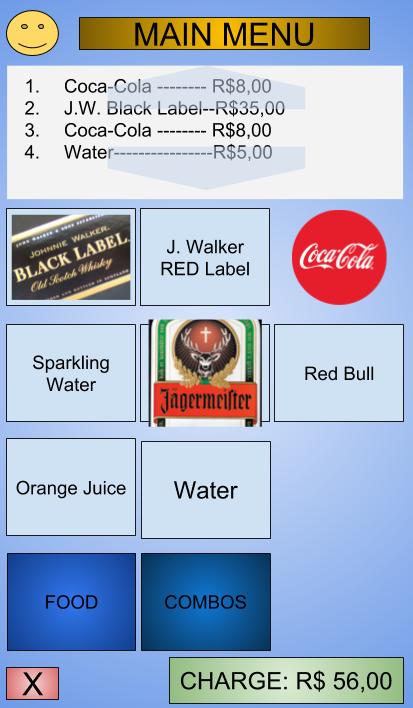 MAIN MENU
1. Coca-Cola -------- R$8,00
2. J.W. Black Label--R$35,00
3. Coca-Cola -------- R$8,00
4. Water-----------------R$5,00
JOHNNIE WALKER.
BLACK LABEL.
Old Scotch Whisky
J. Walker
RED Label
Coca-Cola
Sparkling
Water
Jägermeister
Red Bull
Orange Juice
Water
FOOD
COMBOS
X
CHARGE: R$ 56,00